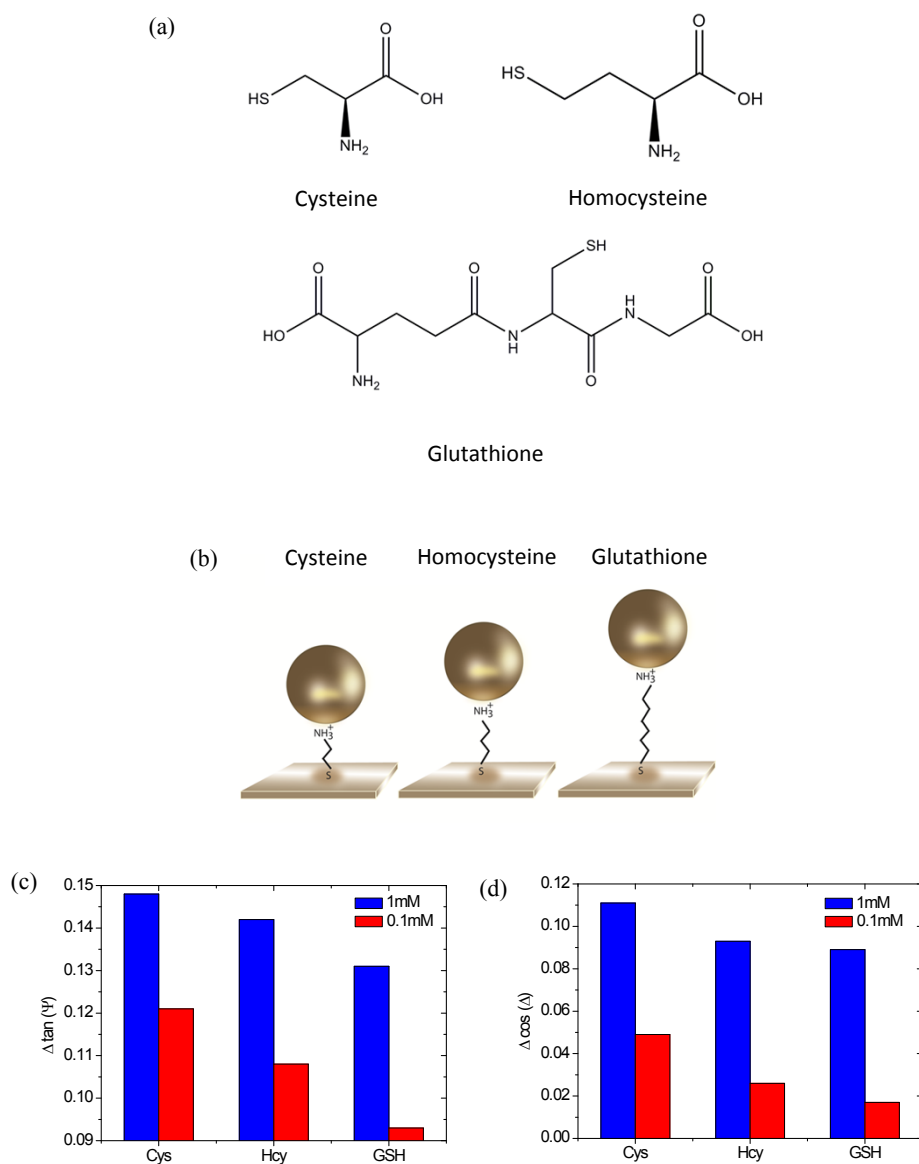 (a)
O
HS
OH
NH2
Cysteine
O
HS
OH
NH2
Homocysteine
SH
O
O
H
N
O
HO
N
H
OH
NH2
O
Glutathione
(b)
Cysteine
Homocysteine
Glutathione
NH3+
S
NH3+
S
NH3+
S
(c)
0.15
0.14
0.13
0.12
0.11
0.10
0.09
Δ tan (Ψ)
1mM
0.1mM
Cys
Hcy
GSH
(d)
0.12
0.10
0.08
0.06
0.04
0.02
0.00
Δ cos (Δ)
1mM
0.1mM
Cys
Hcy
GSH